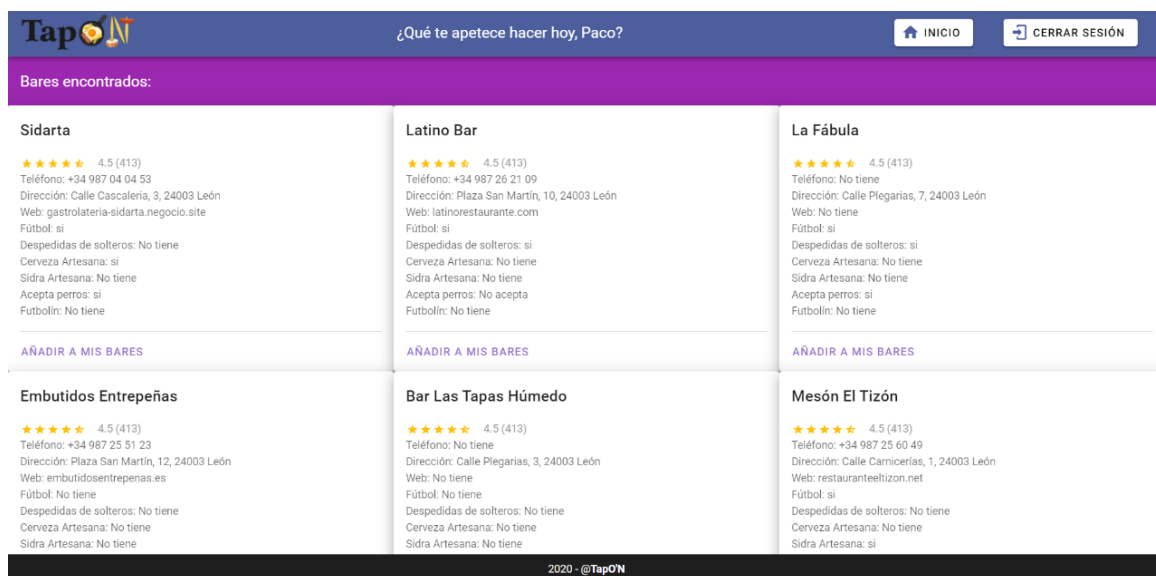 TapO'N
¿Qué te apetece hacer hoy, Paco?
INICIO
CERRAR SESIÓN
Bares encontrados:
Sidarta
4.5 (413)
Teléfono: +34 987 04 04 53
Dirección: Calle Cascaleria, 3, 24003 León
Web: gastrolateria-sidarta.negocio.site
Fútbol: si
Despedidas de solteros: No tiene
Cerveza Artesana: si
Sidra Artesana: No tiene
Acepta perros: si
Futbolín: No tiene
AÑADIR A MIS BARES
Latino Bar
4.5 (413)
Teléfono: +34 987 26 21 09
Dirección: Plaza San Martín, 10, 24003 León
Web: latinorestaurante.com
Fútbol: si
Despedidas de solteros: si
Cerveza Artesana: No tiene
Sidra Artesana: No tiene
Acepta perros: No acepta
Futbolín: No tiene
AÑADIR A MIS BARES
La Fábula
4.5 (413)
Teléfono: No tiene
Dirección: Calle Plegarias, 7, 24003 León
Web: No tiene
Fútbol: si
Despedidas de solteros: si
Cerveza Artesana: No tiene
Sidra Artesana: No tiene
Acepta perros: si
Futbolín: No tiene
AÑADIR A MIS BARES
Embutidos Entrepeñas
4.5 (413)
Teléfono: +34 987 25 51 23
Dirección: Plaza San Martín, 12, 24003 León
Web: embutidosentrepenas.es
Fútbol: No tiene
Despedidas de solteros: No tiene
Cerveza Artesana: No tiene
Sidra Artesana: No tiene
Bar Las Tapas Húmedo
4.5 (413)
Teléfono: No tiene
Dirección: Calle Plegarias, 3, 24003 León
Web: No tiene
Fútbol: No tiene
Despedidas de solteros: No tiene
Cerveza Artesana: No tiene
Sidra Artesana: No tiene
Mesón El Tizón
4.5 (413)
Teléfono: +34 987 25 60 49
Dirección: Calle Carnicerías, 1, 24003 León
Web: restauranteeltizon.net
Fútbol: si
Despedidas de solteros: No tiene
Cerveza Artesana: No tiene
Sidra Artesana: si
2020 - @TapO'N